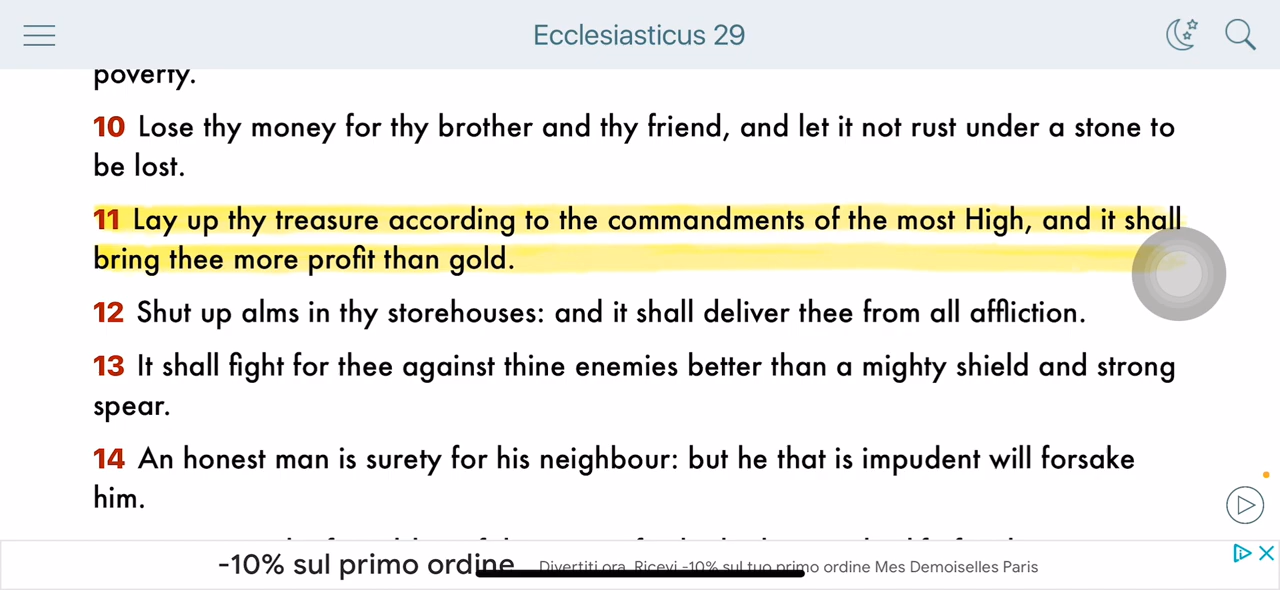 Ecclesiasticus 29
poverty.
10 Lose thy money for thy brother and thy friend, and let it not rust under a stone to
be lost.
11 Lay up thy treasure according to the commandments of the most High, and it shall
bring thee more profit than gold.
12 Shut up alms in thy storehouses: and it shall deliver thee from all affliction.
13 It shall fight for thee against thine enemies better than a mighty shield and strong
spear.
14 An honest man is surety for his neighbour: but he that is impudent will forsake
him.
-10% sul primo ordine
Divertiti ora. Ricevi -10% sul tuo primo ordine Mes Demoiselles Paris